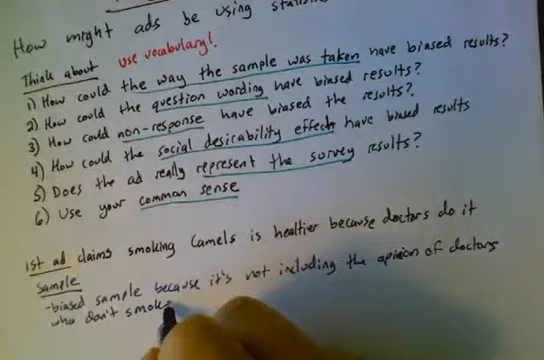 How might ads be using
Think about use vocabulary!
1) How could the way the sample was taken have biased results?
2) How could the question wording have biased results?
3) How could non-response have biased the results?
4) How could the social desirability effects have biased results
5) Does the ad really represent the survey results?
6) Use your common sense
1st ad claims smoking Camels is healtier because doctors do it
Sample
-biased sample because it's not including the opinion of doctors
who don't smoke